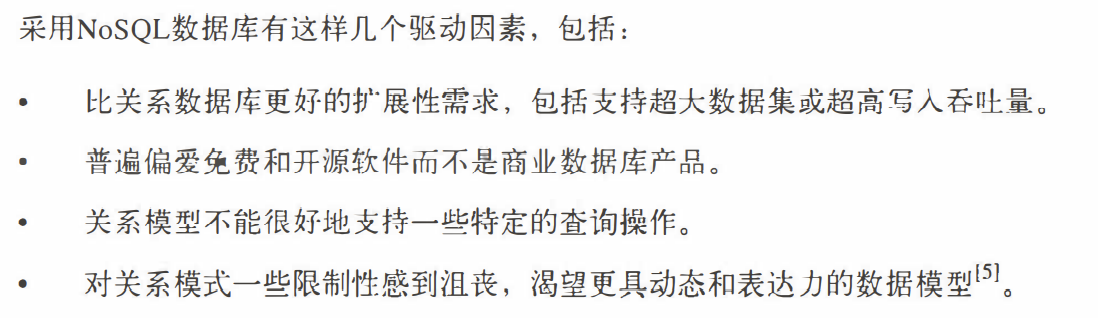 采用NoSQL数据库有这样几个驱动因素，包括：
• 比关系数据库更好的扩展性需求，包括支持超大数据集或超高写入吞吐量。
• 普遍偏爱免费和开源软件而不是商业数据库产品。
• 关系模型不能很好地支持一些特定的查询操作。
• 对关系模式一些限制性感到沮丧，渴望更具动态和表达力的数据模型[5]。